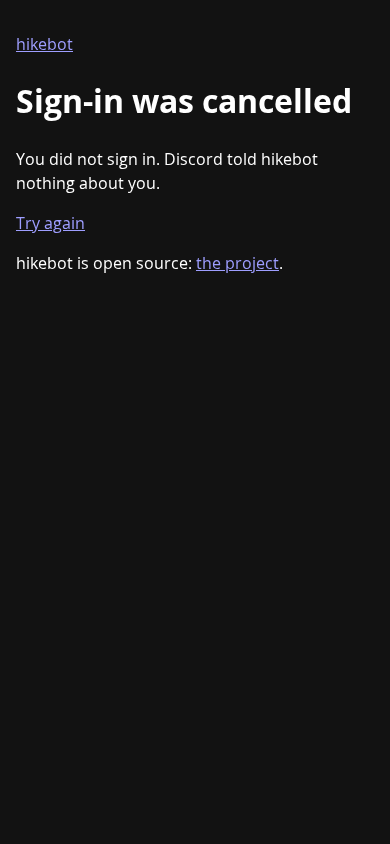 hikebot
Sign-in was cancelled
You did not sign in. Discord told hikebot
nothing about you.
Try again
hikebot is open source: the project.